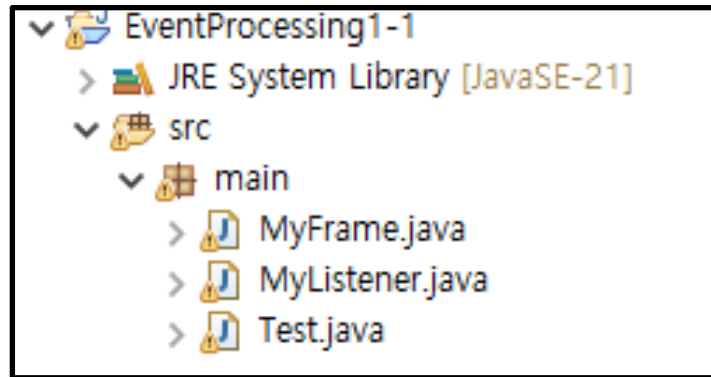 EventProcessing1-1
JRE System Library [JavaSE-21]
src
main
MyFrame.java
MyListener.java
Test.java